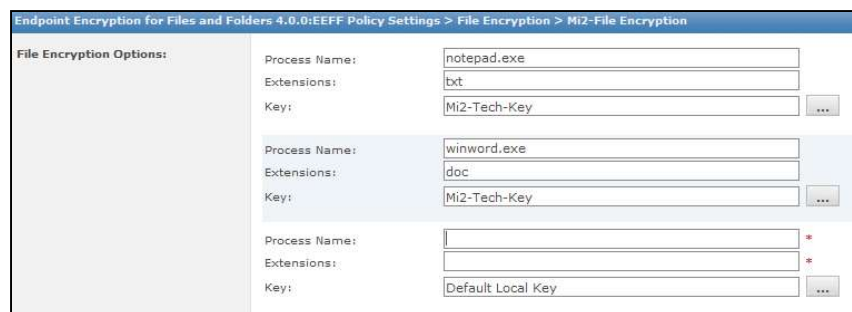 Endpoint Encryption for Files and Folders 4.0.0:EEFF Policy Settings > File Encryption > Mi2-File Encryption
File Encryption Options:
Process Name: notepad.exe
Extensions: txt
Key: Mi2-Tech-Key ...
Process Name: winword.exe
Extensions: doc
Key: Mi2-Tech-Key ...
Process Name: *
Extensions: *
Key: Default Local Key ...